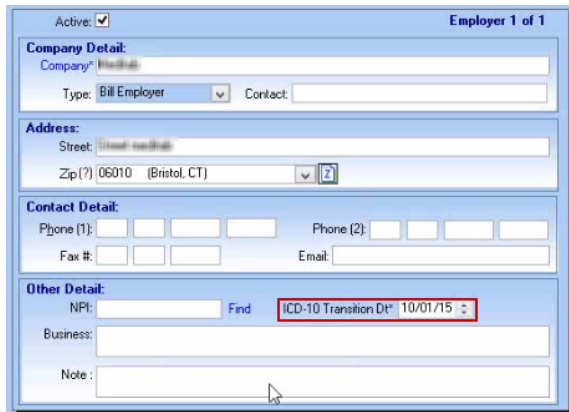 Active: Employer 1 of 1
Company Detail:
Company*
Type: Bill Employer Contact:
Address:
Street:
Zip(?) 06010 (Bristol, CT) Z
Contact Detail:
Phone (1): Phone (2):
Fax #: Email:
Other Detail:
NPI: Find ICD-10 Transition Dt* 10/01/15
Business:
Note :